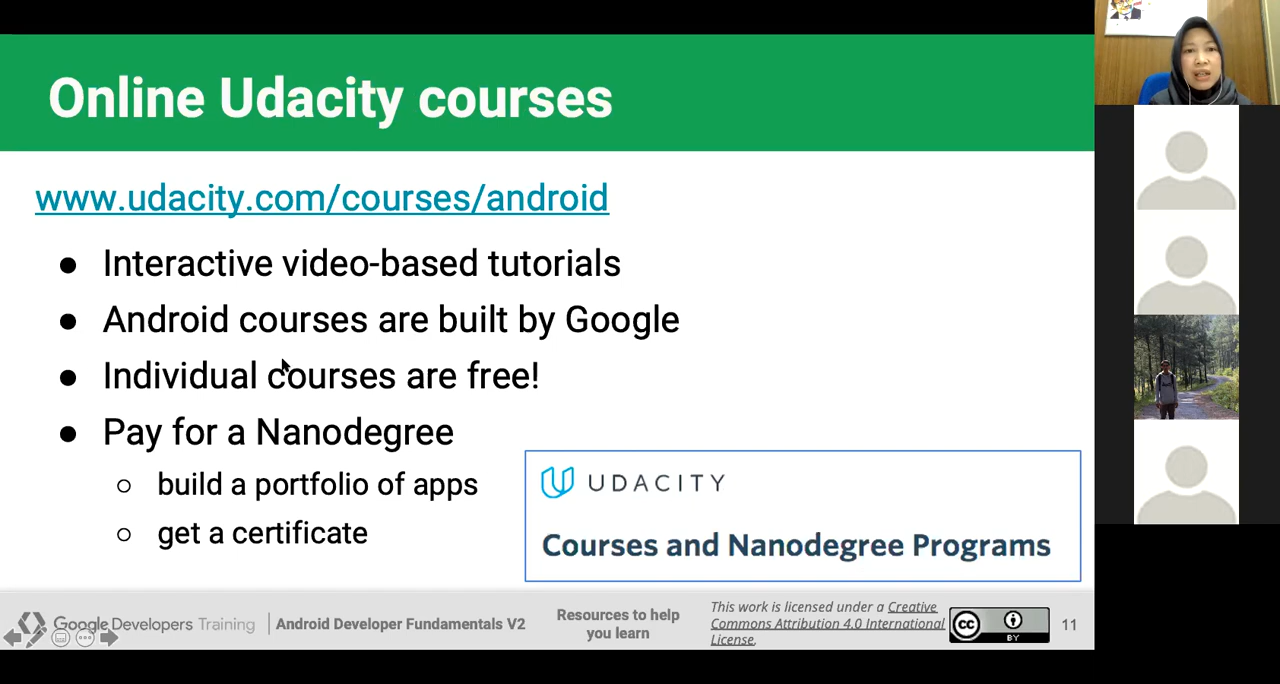 Online Udacity courses
www.udacity.com/courses/android
● Interactive video-based tutorials
● Android courses are built by Google
● Individual courses are free!
● Pay for a Nanodegree
○ build a portfolio of apps
○ get a certificate
UDACITY
Courses and Nanodegree Programs
Google Developers Training
Android Developer Fundamentals V2
Resources to help
you learn
This work is licensed under a Creative
Commons Attribution 4.0 International
License.
cc
BY
11